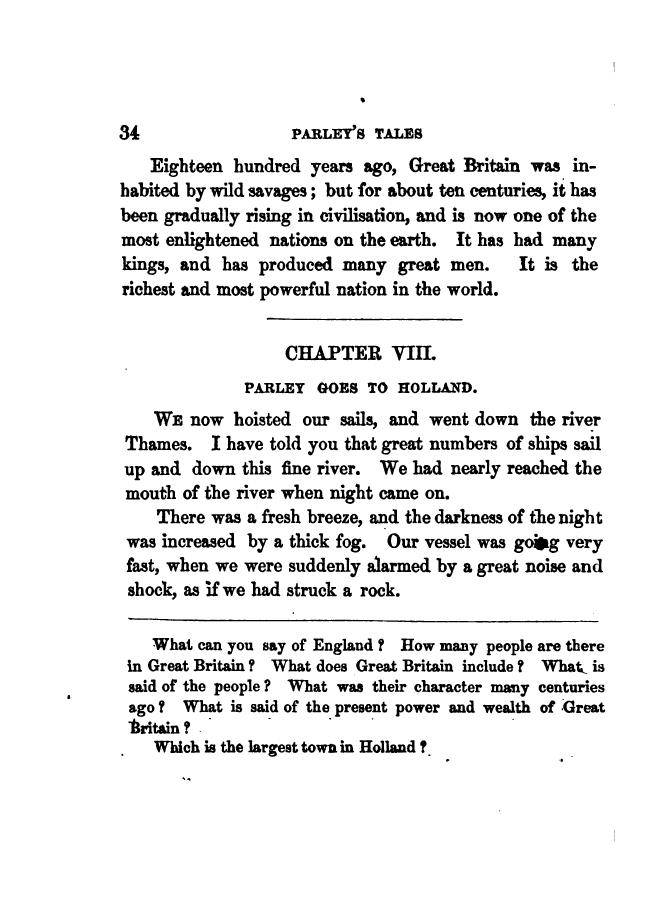 34 PARLEY'S TALES
Eighteen hundred years ago, Great Britain was in-
habited by wild savages; but for about ten centuries, it has
been gradually rising in civilisation, and is now one of the
most enlightened nations on the earth. It has had many
kings, and has produced many great men. It is the
richest and most powerful nation in the world.
CHAPTER VIII.
PARLEY GOES TO HOLLAND.
WE now hoisted our sails, and went down the river
Thames. I have told you that great numbers of ships sail
up and down this fine river. We had nearly reached the
mouth of the river when night came on.
There was a fresh breeze, and the darkness of the night
was increased by a thick fog. Our vessel was going very
fast, when we were suddenly alarmed by a great noise and
shock, as if we had struck a rock.
What can you say of England? How many people are there
in Great Britain? What does Great Britain include? What is
said of the people? What was their character many centuries
ago? What is said of the present power and wealth of Great
Britain?
Which is the largest town in Holland?